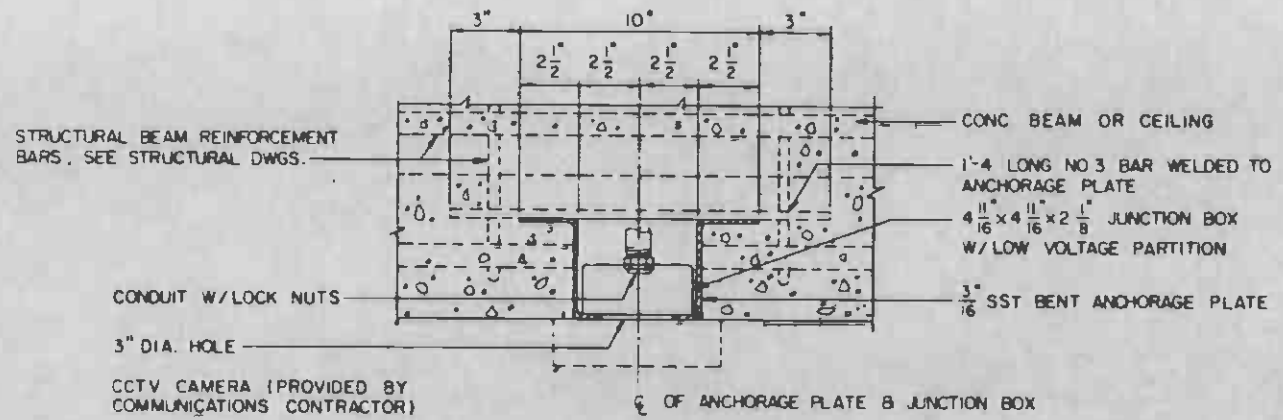 3" 10" 3"
2 1/2" 2 1/2" 2 1/2" 2 1/2"
STRUCTURAL BEAM REINFORCEMENT
BARS, SEE STRUCTURAL DWGS.
CONC BEAM OR CEILING
1'-4 LONG NO 3 BAR WELDED TO
ANCHORAGE PLATE
4 11/16" x 4 11/16" x 2 1/8" JUNCTION BOX
W/LOW VOLTAGE PARTITION
CONDUIT W/LOCK NUTS
3/16" SST BENT ANCHORAGE PLATE
3" DIA. HOLE
CCTV CAMERA (PROVIDED BY
COMMUNICATIONS CONTRACTOR)
℄ OF ANCHORAGE PLATE & JUNCTION BOX